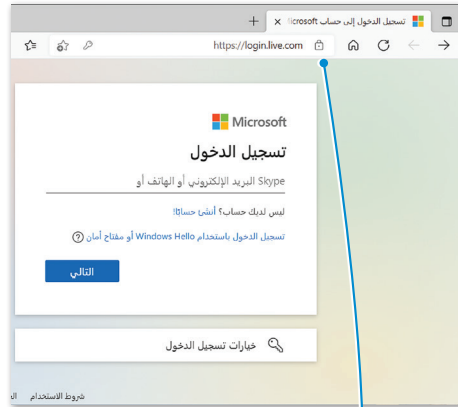 تسجيل الدخول إلى حساب Microsoft
https://login.live.com
Microsoft
تسجيل الدخول
البريد الإلكتروني أو الهاتف أو Skype
ليس لديك حساب؟ أنشئ حسابًا!
تسجيل الدخول باستخدام Windows Hello أو مفتاح أمان
التالي
خيارات تسجيل الدخول
شروط الاستخدام